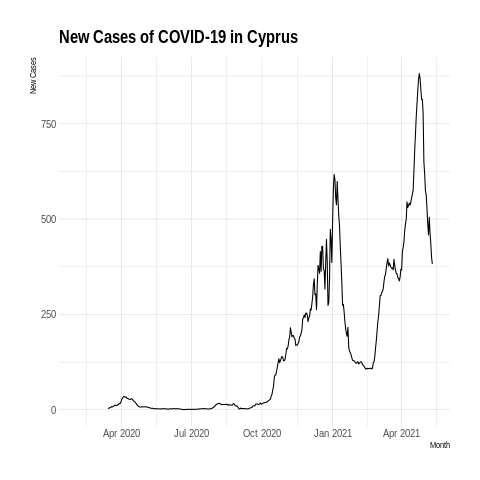 New Cases of COVID-19 in Cyprus
New Cases
750
500
250
0
Apr 2020 Jul 2020 Oct 2020 Jan 2021 Apr 2021
Month